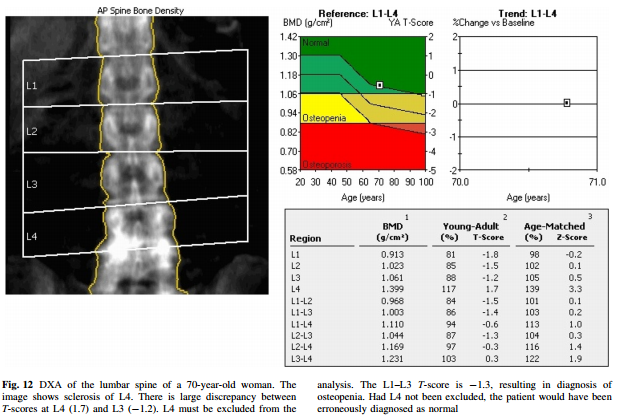 AP Spine Bone Density
L1
L2
L3
L4
Reference: L1-L4
BMD (g/cm²) YA T-Score
1.42
1.30
1.18
1.06
0.94
0.82
0.70
0.58
2
1
0
-1
-2
-3
-4
-5
Normal
Osteopenia
Osteoporosis
20 30 40 50 60 70 80 90 100
Age (years)
Trend: L1-L4
%Change vs Baseline
2
1
0
-1
-2
70.0 71.0
Age (years)
1 2 3
BMD Young-Adult Age-Matched
Region (g/cm²) (%) T-Score (%) Z-Score
L1 0.913 81 -1.8 98 -0.2
L2 1.023 85 -1.5 102 0.1
L3 1.061 88 -1.2 105 0.5
L4 1.399 117 1.7 139 3.3
L1-L2 0.968 84 -1.5 101 0.1
L1-L3 1.003 86 -1.4 103 0.2
L1-L4 1.110 94 -0.6 113 1.0
L2-L3 1.044 87 -1.3 104 0.3
L2-L4 1.169 97 -0.3 116 1.4
L3-L4 1.231 103 0.3 122 1.9
Fig. 12 DXA of the lumbar spine of a 70-year-old woman. The
image shows sclerosis of L4. There is large discrepancy between
T-scores at L4 (1.7) and L3 (−1.2). L4 must be excluded from the
analysis. The L1–L3 T-score is −1.3, resulting in diagnosis of
osteopenia. Had L4 not been excluded, the patient would have been
erroneously diagnosed as normal